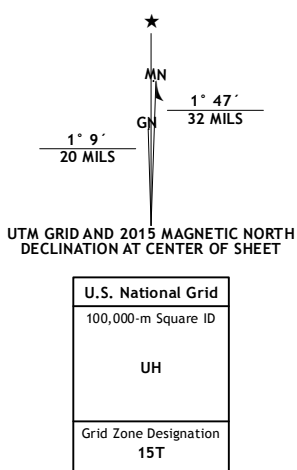 ★
MN
1° 47´
32 MILS
GN
1° 9´
20 MILS
UTM GRID AND 2015 MAGNETIC NORTH
DECLINATION AT CENTER OF SHEET
U.S. National Grid
100,000-m Square ID
UH
Grid Zone Designation
15T